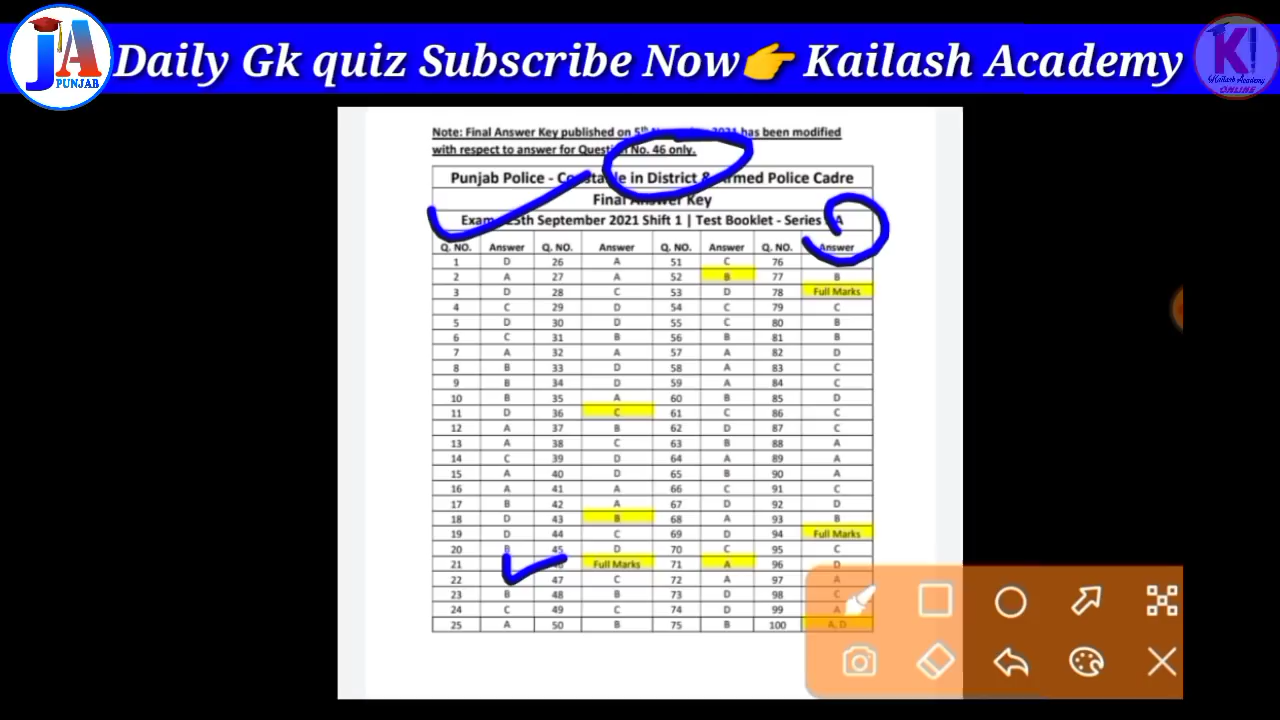 JA
PUNJAB
Daily Gk quiz Subscribe Now👉 Kailash Academy
K!
Kailash Academy
ONLINE
Note: Final Answer Key published on 5th 2021 has been modified
with respect to answer for Question No. 46 only.
Punjab Police - Constable in District & Armed Police Cadre
Final Answer Key
Exam 25th September 2021 Shift 1 | Test Booklet - Series A
Q. NO. Answer Q. NO. Answer Q. NO. Answer Q. NO. Answer
1 D 26 A 51 C 76
2 A 27 A 52 B 77 B
3 D 28 C 53 D 78 Full Marks
4 C 29 D 54 C 79 C
5 D 30 D 55 C 80 B
6 C 31 B 56 B 81 B
7 A 32 A 57 A 82 D
8 B 33 D 58 A 83 C
9 B 34 D 59 A 84 C
10 B 35 A 60 B 85 D
11 D 36 C 61 C 86 C
12 A 37 B 62 D 87 C
13 A 38 C 63 B 88 A
14 C 39 D 64 A 89 A
15 A 40 D 65 B 90 A
16 A 41 A 66 C 91 C
17 B 42 A 67 D 92 D
18 D 43 B 68 A 93 B
19 D 44 C 69 D 94 Full Marks
20 B 45 D 70 C 95 C
21 Full Marks 71 A 96 D
22 47 C 72 A 97 A
23 B 48 B 73 D 98 C
24 C 49 C 74 D 99 A
25 A 50 B 75 B 100 A, D